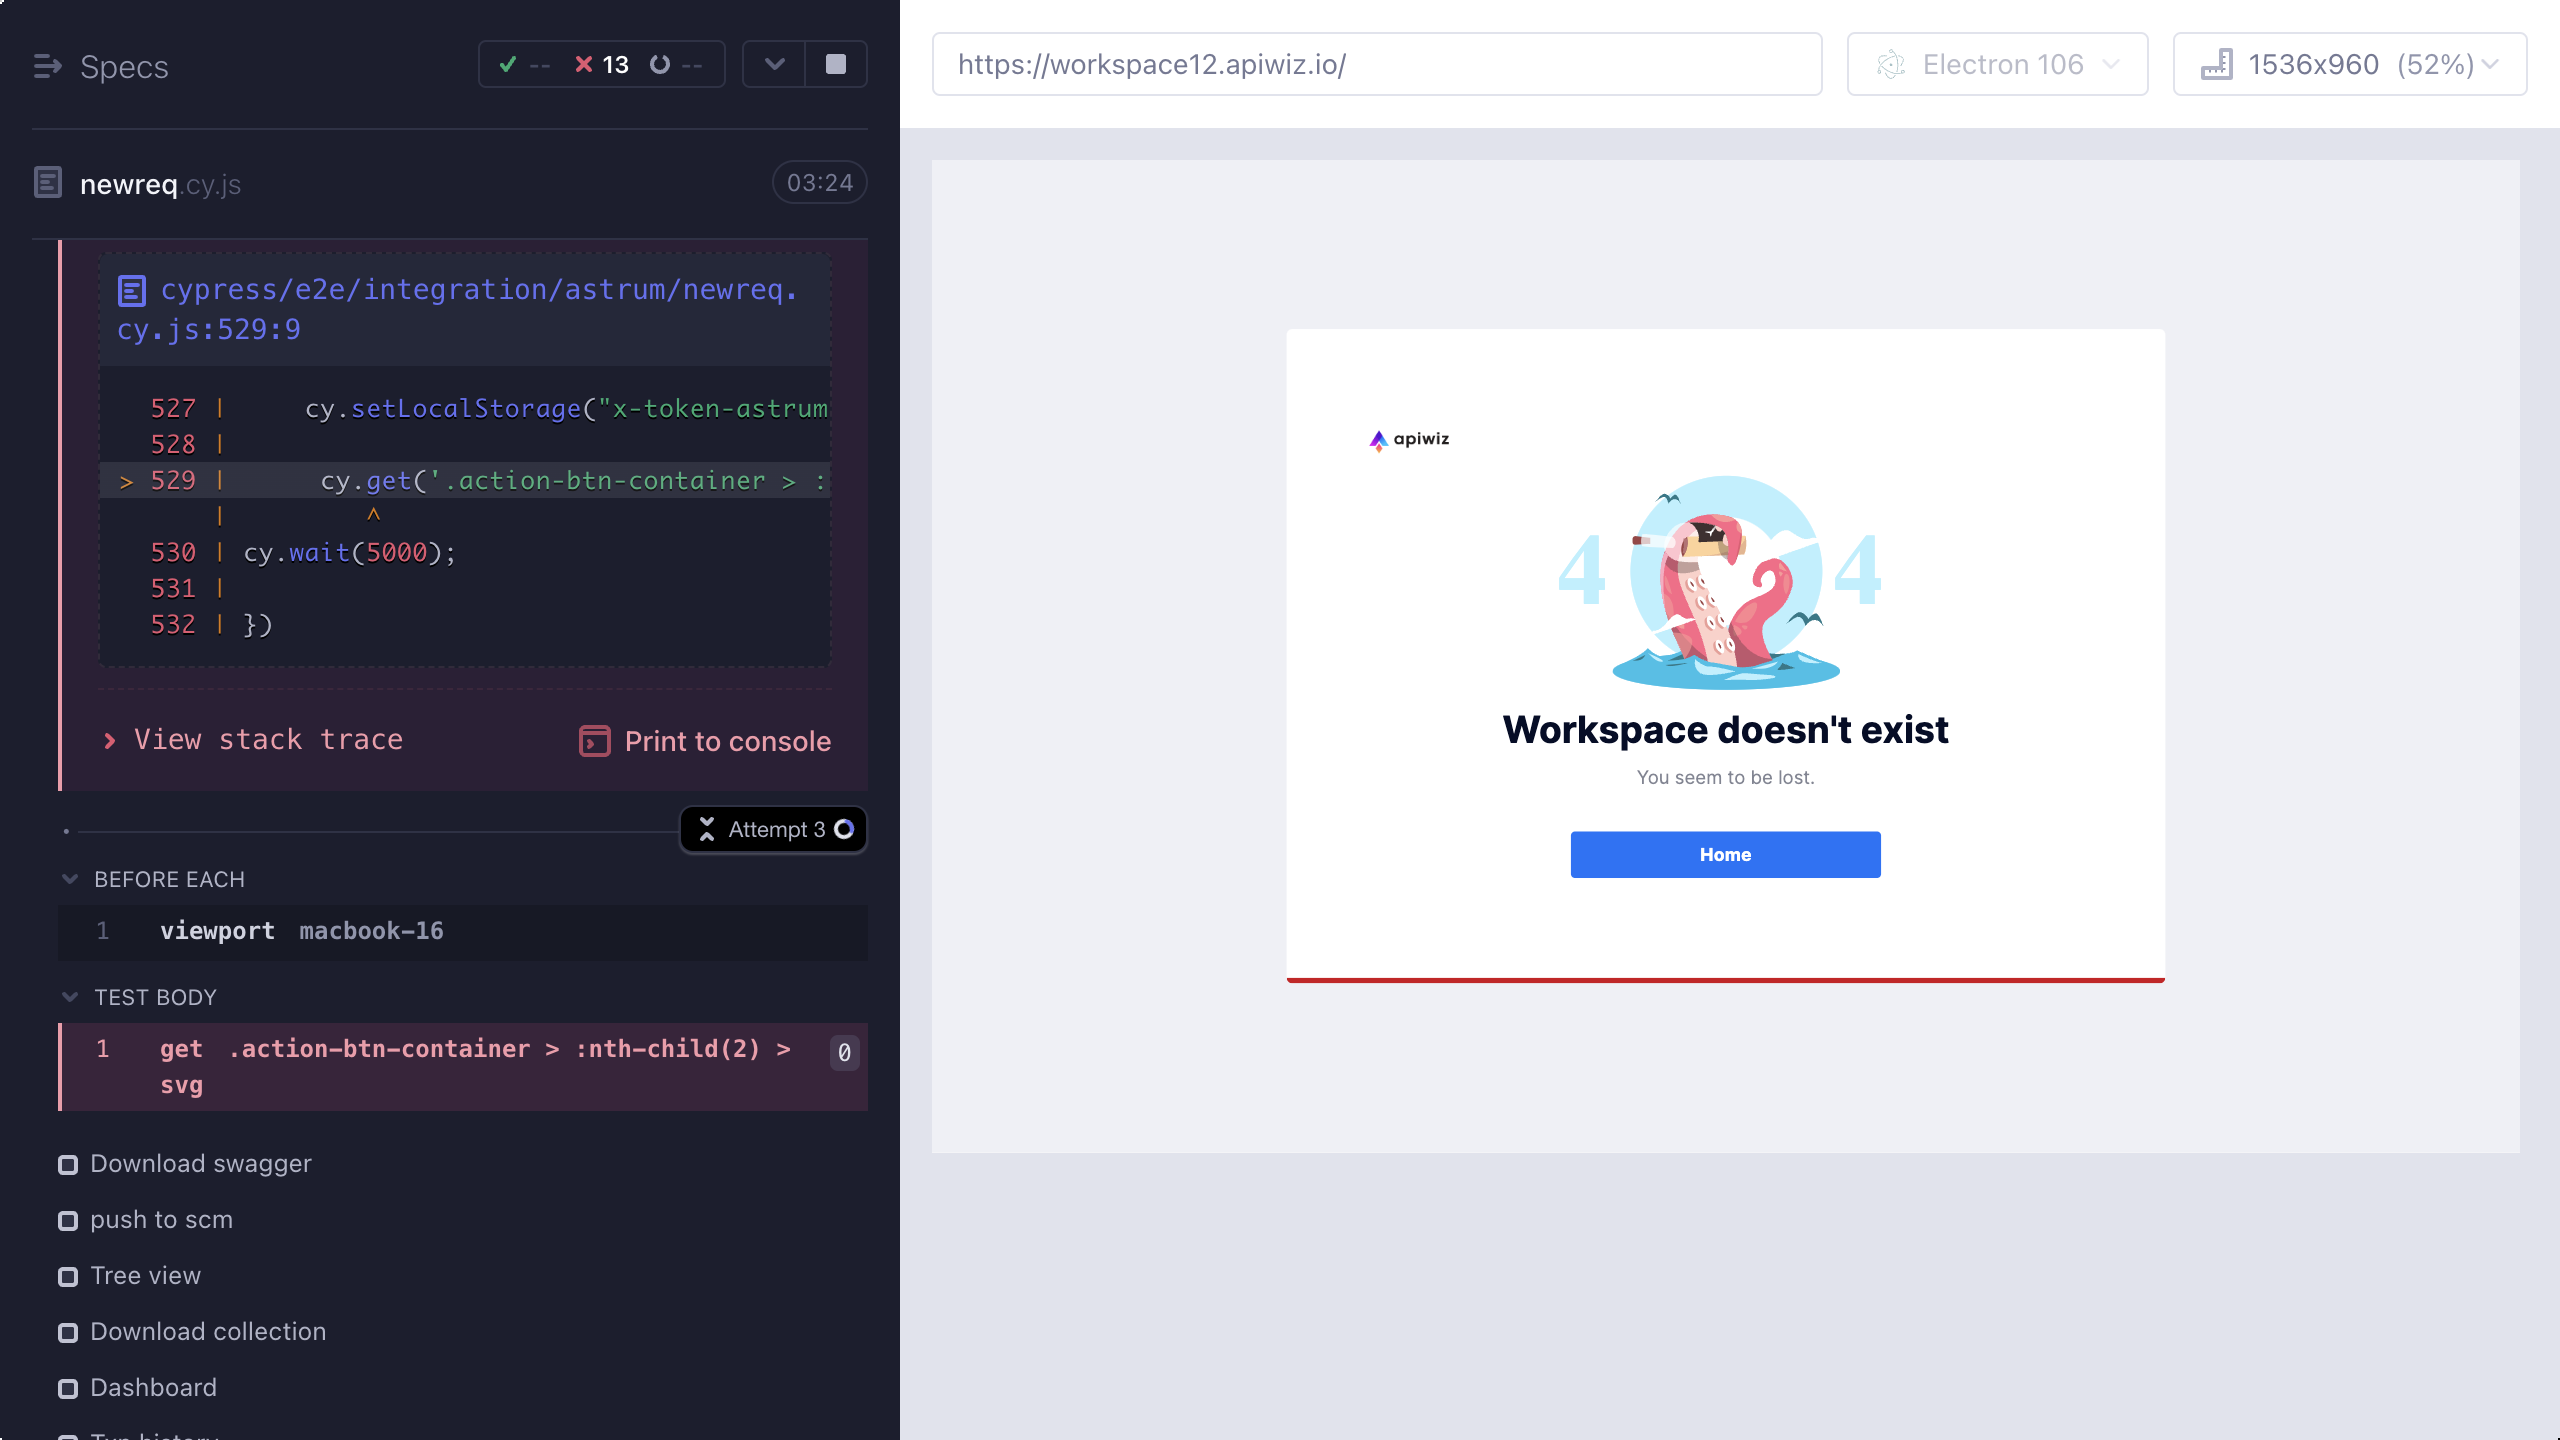 Specs
-- 13 --
newreq.cy.js
03:24
cypress/e2e/integration/astrum/newreq.
cy.js:529:9
527 | cy.setLocalStorage("x-token-astrum
528 |
> 529 | cy.get('.action-btn-container > :
| ^
530 | cy.wait(5000);
531 |
532 | })
View stack trace
Print to console
Attempt 3
BEFORE EACH
1 viewport macbook-16
TEST BODY
1 get .action-btn-container > :nth-child(2) >
svg
0
Download swagger
push to scm
Tree view
Download collection
Dashboard
https://workspace12.apiwiz.io/
Electron 106
1536x960 (52%)
apiwiz
4 4
Workspace doesn't exist
You seem to be lost.
Home